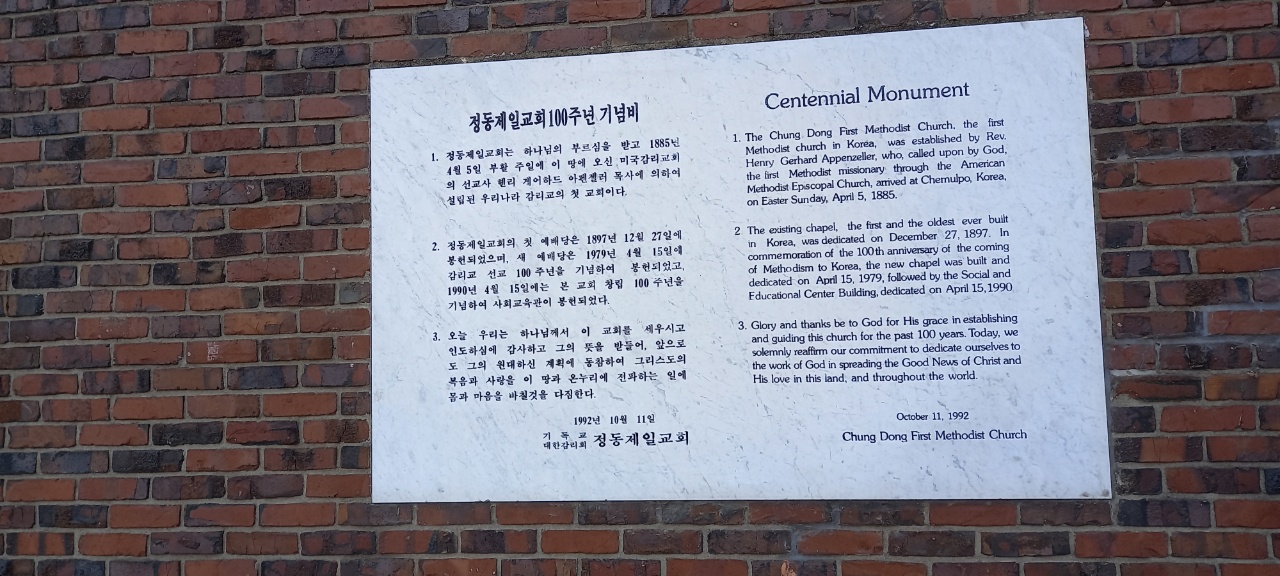 정동제일교회100주년 기념비
1. 정동제일교회는 하나님의 부르심을 받고 1885년
4월 5일 부활 주일에 이 땅에 오신 미국감리교회
의 선교사 헨리 게어하드 아펜젤러 목사에 의하여
설립된 우리나라 감리교의 첫 교회이다.
2. 정동제일교회의 첫 예배당은 1897년 12월 27일에
봉헌되었으며, 새 예배당은 1979년 4월 15일에
감리교 선교 100주년을 기념하여 봉헌되었고,
1990년 4월 15일에는 본 교회 창립 100주년을
기념하여 사회교육관이 봉헌되었다.
3. 오늘 우리는 하나님께서 이 교회를 세우시고
인도하심에 감사하고 그의 뜻을 받들어, 앞으로
도 그의 원대하신 계획에 동참하여 그리스도의
복음과 사랑을 이 땅과 온누리에 전파하는 일에
몸과 마음을 바칠것을 다짐한다.
1992년 10월 11일
기독교
대한감리회 정동제일교회
Centennial Monument
1. The Chung Dong First Methodist Church, the first
Methodist church in Korea, was established by Rev.
Henry Gerhard Appenzeller, who, called upon by God,
the first Methodist missionary through the American
Methodist Episcopal Church, arrived at Chemulpo, Korea,
on Easter Sunday, April 5, 1885.
2 The existing chapel, the first and the oldest ever built
in Korea, was dedicated on December 27, 1897. In
commemoration of the 100th anniversary of the coming
of Methodism to Korea, the new chapel was built and
dedicated on April 15, 1979, followed by the Social and
Educational Center Building, dedicated on April 15,1990
3. Glory and thanks be to God for His grace in establishing
and guiding this church for the past 100 years. Today, we
solemnly reaffirm our commitment to dedicate ourselves to
the work of God in spreading the Good News of Christ and
His love in this land, and throughout the world.
October 11, 1992
Chung Dong First Methodist Church